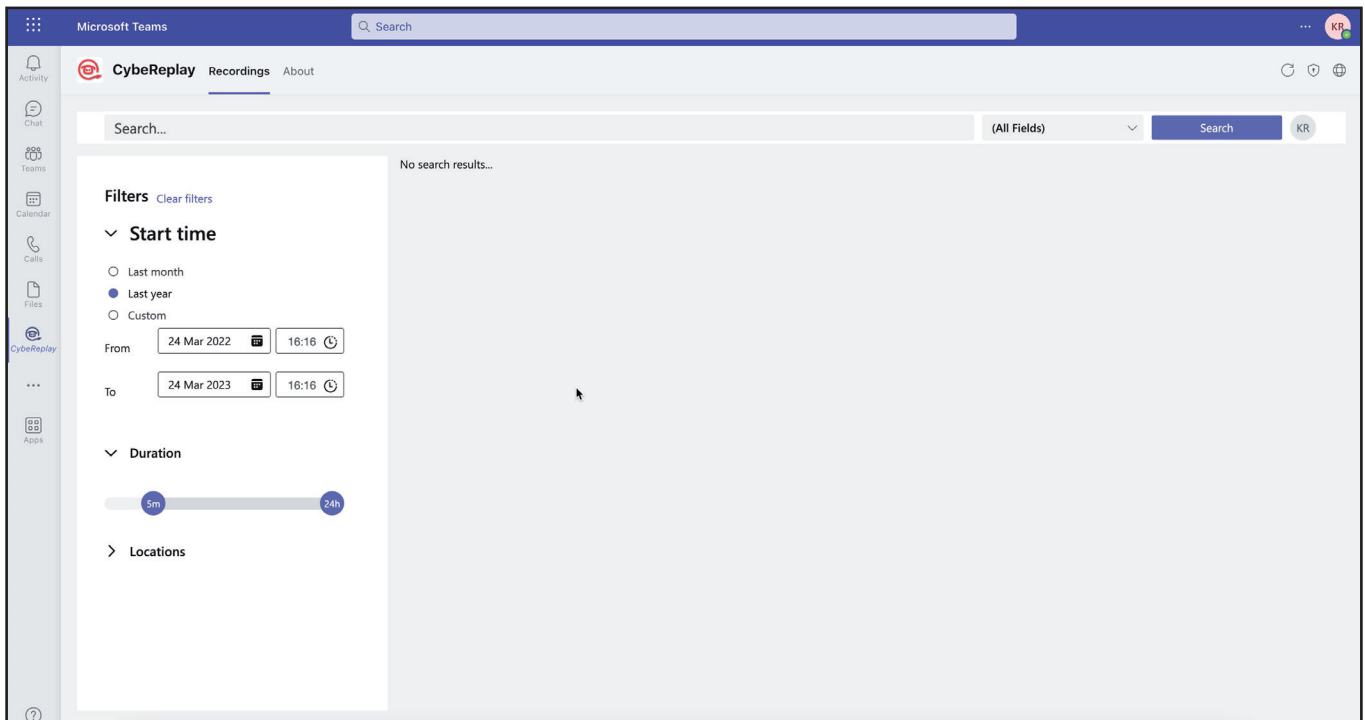 Microsoft Teams
Search
KR
Activity
Chat
Teams
Calendar
Calls
Files
CybeReplay
Apps
CybeReplay Recordings About
Search... (All Fields) Search KR
No search results...
Filters Clear filters
Start time
Last month
Last year
Custom
From 24 Mar 2022 16:16
To 24 Mar 2023 16:16
Duration
5m 24h
Locations